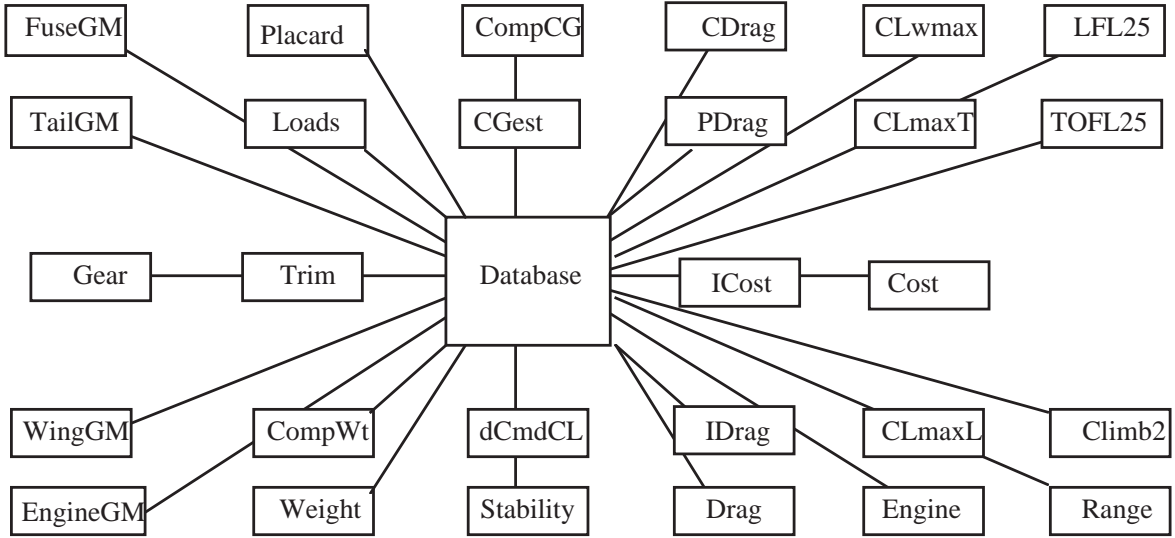 FuseGM
Placard
CompCG
CDrag
CLwmax
LFL25
TailGM
Loads
CGest
PDrag
CLmaxT
TOFL25
Gear
Trim
Database
ICost
Cost
WingGM
CompWt
dCmdCL
IDrag
CLmaxL
Climb2
EngineGM
Weight
Stability
Drag
Engine
Range